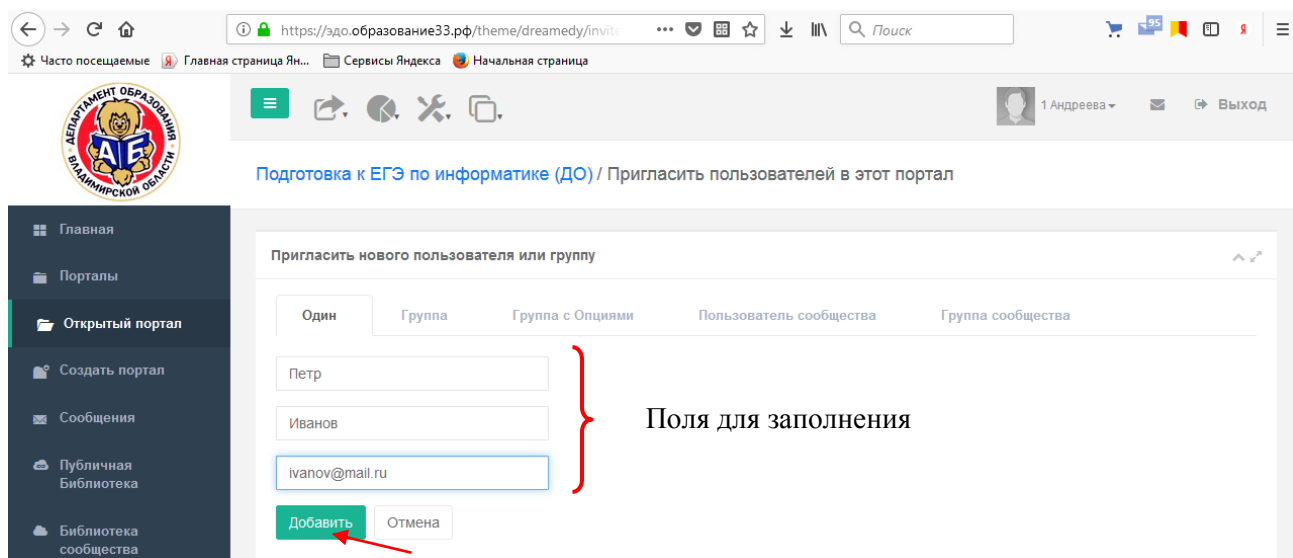 https://эдо.образование33.рф/theme/dreamedy/invite
Поиск
95
Я
Часто посещаемые
Я
Главная страница Ян...
Сервисы Яндекса
Начальная страница
ДЕПАРТАМЕНТ ОБРАЗОВАНИЯ
ВЛАДИМИРСКОЙ ОБЛАСТИ
А Б
1 Андреева
Выход
Подготовка к ЕГЭ по информатике (ДО) / Пригласить пользователей в этот портал
Главная
Порталы
Открытый портал
Создать портал
Сообщения
Публичная
Библиотека
Библиотека
сообщества
Пригласить нового пользователя или группу
Один
Группа
Группа с Опциями
Пользователь сообщества
Группа сообщества
Петр
Иванов
ivanov@mail.ru
Поля для заполнения
Добавить
Отмена